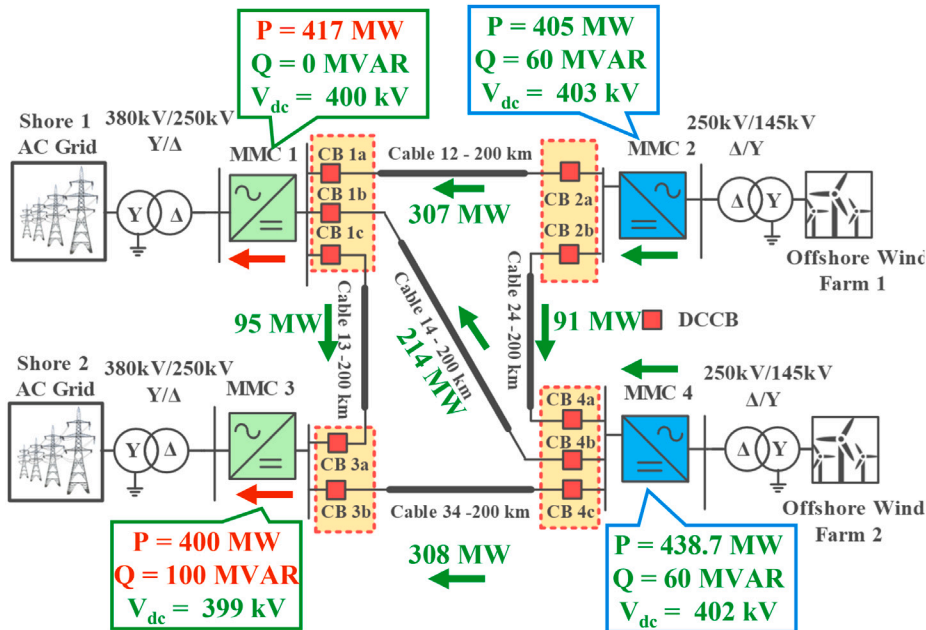 P = 417 MW
Q = 0 MVAR
Vdc = 400 kV
P = 405 MW
Q = 60 MVAR
Vdc = 403 kV
Shore 1
AC Grid
380kV/250kV
Y/Δ
MMC 1
CB 1a
CB 1b
CB 1c
Cable 12 - 200 km
307 MW
CB 2a
CB 2b
MMC 2
250kV/145kV
Δ/Y
Y
Δ
Δ
Y
Offshore Wind
Farm 1
95 MW
Cable 13 -200 km
Cable 14 - 200 km
214 MW
Cable 24 -200 km
91 MW
DCCB
Shore 2
AC Grid
380kV/250kV
Y/Δ
MMC 3
CB 3a
CB 3b
Cable 34 -200 km
308 MW
CB 4a
CB 4b
CB 4c
MMC 4
250kV/145kV
Δ/Y
Y
Δ
Δ
Y
Offshore Wind
Farm 2
P = 400 MW
Q = 100 MVAR
Vdc = 399 kV
P = 438.7 MW
Q = 60 MVAR
Vdc = 402 kV